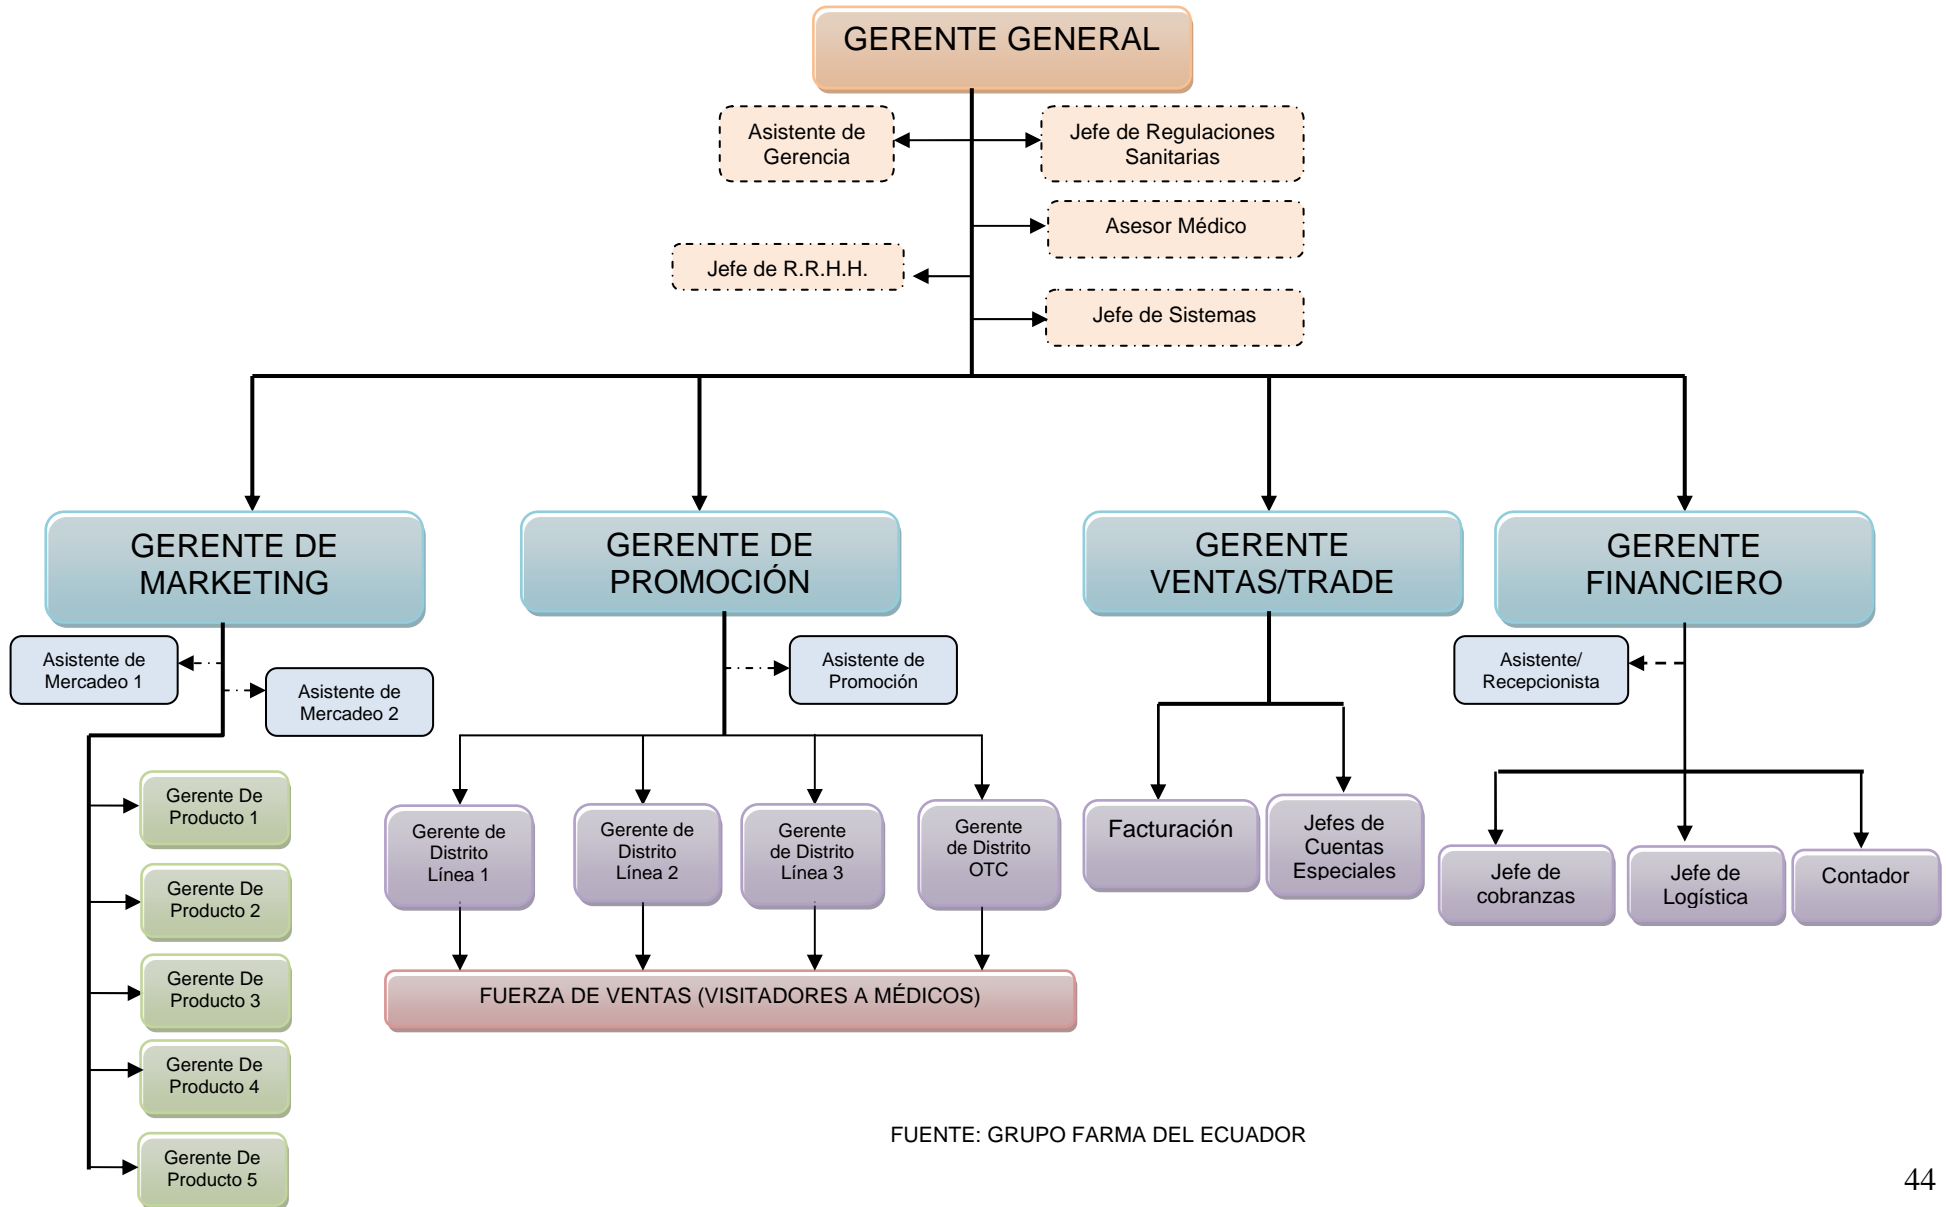 GERENTE GENERAL
Asistente de
Gerencia
Jefe de Regulaciones
Sanitarias
Asesor Médico
Jefe de R.R.H.H.
Jefe de Sistemas
GERENTE DE
MARKETING
GERENTE DE
PROMOCIÓN
GERENTE
VENTAS/TRADE
GERENTE
FINANCIERO
Asistente de
Mercadeo 1
Asistente de
Mercadeo 2
Asistente de
Promoción
Asistente/
Recepcionista
Gerente De
Producto 1
Gerente De
Producto 2
Gerente De
Producto 3
Gerente De
Producto 4
Gerente De
Producto 5
Gerente de
Distrito
Línea 1
Gerente de
Distrito
Línea 2
Gerente
de Distrito
Línea 3
Gerente
de Distrito
OTC
FUERZA DE VENTAS (VISITADORES A MÉDICOS)
Facturación
Jefes de
Cuentas
Especiales
Jefe de
cobranzas
Jefe de
Logística
Contador
FUENTE: GRUPO FARMA DEL ECUADOR
44